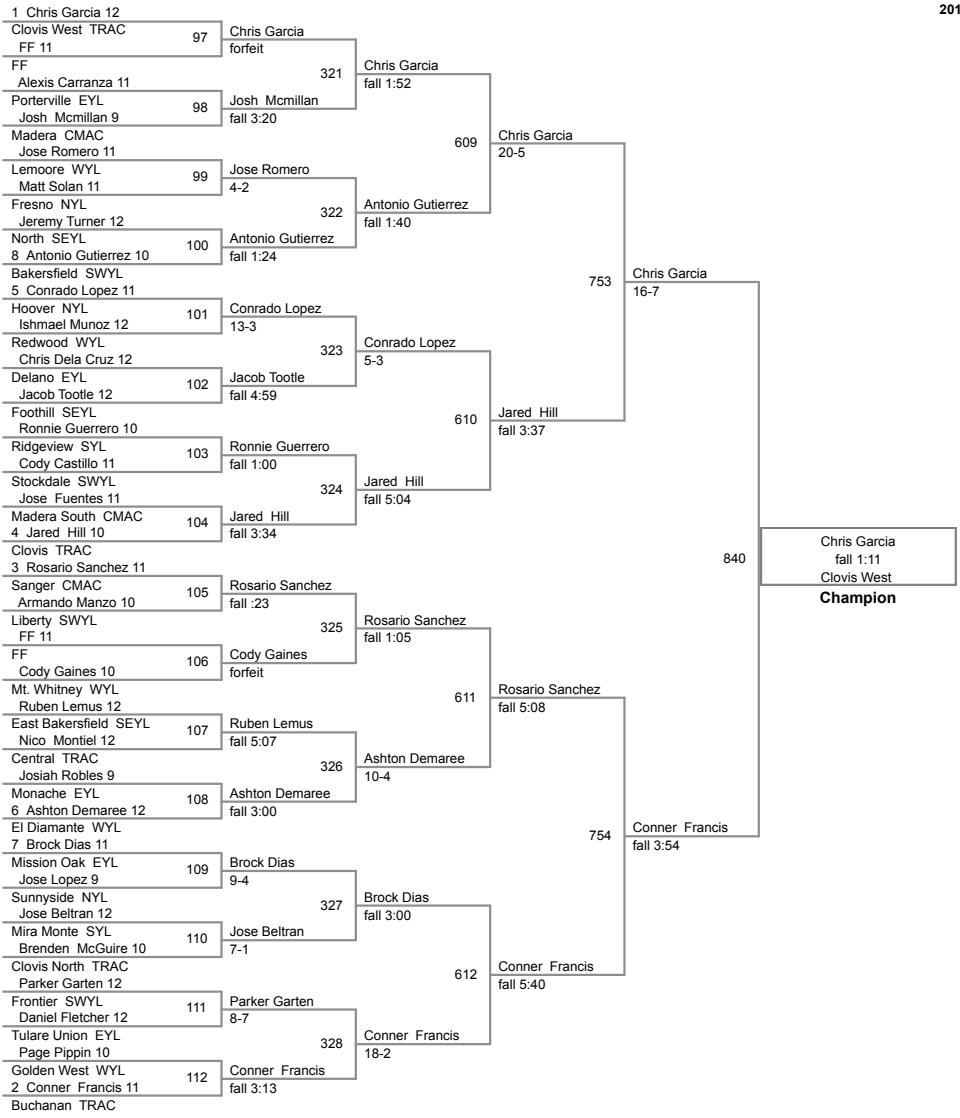 201
1 Chris Garcia 12
Clovis West TRAC
FF 11
FF
Alexis Carranza 11
Porterville EYL
Josh Mcmillan 9
Madera CMAC
Jose Romero 11
Lemoore WYL
Matt Solan 11
Fresno NYL
Jeremy Turner 12
North SEYL
8 Antonio Gutierrez 10
Bakersfield SWYL
5 Conrado Lopez 11
Hoover NYL
Ishmael Munoz 12
Redwood WYL
Chris Dela Cruz 12
Delano EYL
Jacob Tootle 12
Foothill SEYL
Ronnie Guerrero 10
Ridgeview SYL
Cody Castillo 11
Stockdale SWYL
Jose Fuentes 11
Madera South CMAC
4 Jared Hill 10
Clovis TRAC
3 Rosario Sanchez 11
Sanger CMAC
Armando Manzo 10
Liberty SWYL
FF 11
FF
Cody Gaines 10
Mt. Whitney WYL
Ruben Lemus 12
East Bakersfield SEYL
Nico Montiel 12
Central TRAC
Josiah Robles 9
Monache EYL
6 Ashton Demaree 12
El Diamante WYL
7 Brock Dias 11
Mission Oak EYL
Jose Lopez 9
Sunnyside NYL
Jose Beltran 12
Mira Monte SYL
Brenden McGuire 10
Clovis North TRAC
Parker Garten 12
Frontier SWYL
Daniel Fletcher 12
Tulare Union EYL
Page Pippin 10
Golden West WYL
2 Conner Francis 11
Buchanan TRAC
97
98
99
100
101
102
103
104
105
106
107
108
109
110
111
112
Chris Garcia
forfeit
Josh Mcmillan
fall 3:20
Jose Romero
4-2
Antonio Gutierrez
fall 1:24
Conrado Lopez
13-3
Jacob Tootle
fall 4:59
Ronnie Guerrero
fall 1:00
Jared Hill
fall 3:34
Rosario Sanchez
fall :23
Cody Gaines
forfeit
Ruben Lemus
fall 5:07
Ashton Demaree
fall 3:00
Brock Dias
9-4
Jose Beltran
7-1
Parker Garten
8-7
Conner Francis
fall 3:13
321
322
323
324
325
326
327
328
Chris Garcia
fall 1:52
Antonio Gutierrez
fall 1:40
Conrado Lopez
5-3
Jared Hill
fall 5:04
Rosario Sanchez
fall 1:05
Ashton Demaree
10-4
Brock Dias
fall 3:00
Conner Francis
18-2
609
610
611
612
Chris Garcia
20-5
Jared Hill
fall 3:37
Rosario Sanchez
fall 5:08
Conner Francis
fall 5:40
753
754
Chris Garcia
16-7
Conner Francis
fall 3:54
840
Chris Garcia
fall 1:11
Clovis West
Champion